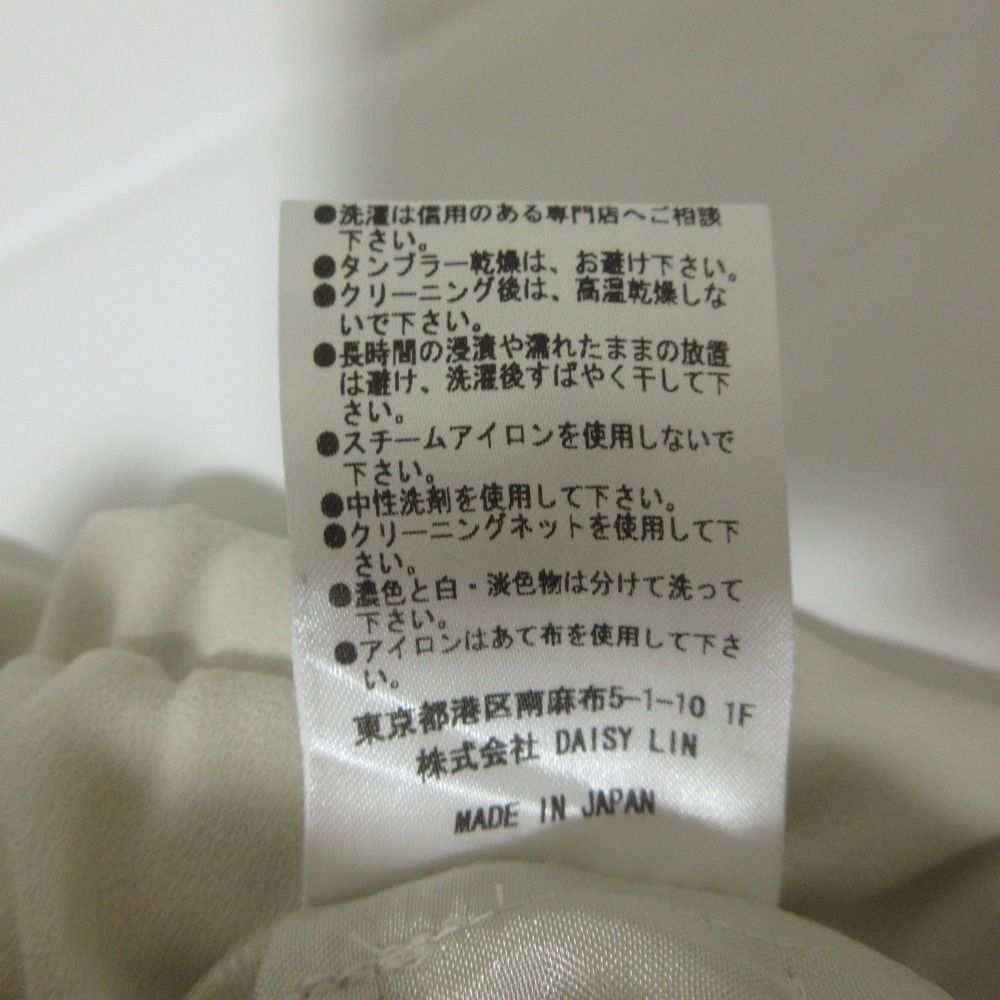 ●洗濯は信用のある専門店へご相談
下さい。
●タンブラー乾燥は、お避け下さい。
●クリーニング後は、高温乾燥しな
いで下さい。
●長時間の浸漬や濡れたままの放置
は避け、洗濯後すばやく干して下
さい。
●スチームアイロンを使用しないで
下さい。
●中性洗剤を使用して下さい。
●クリーニングネットを使用して下
さい。
●濃色と白・淡色物は分けて洗って
下さい。
●アイロンはあて布を使用して下さ
い。
東京都港区南麻布5-1-10 1F
株式会社 DAISY LIN
MADE IN JAPAN